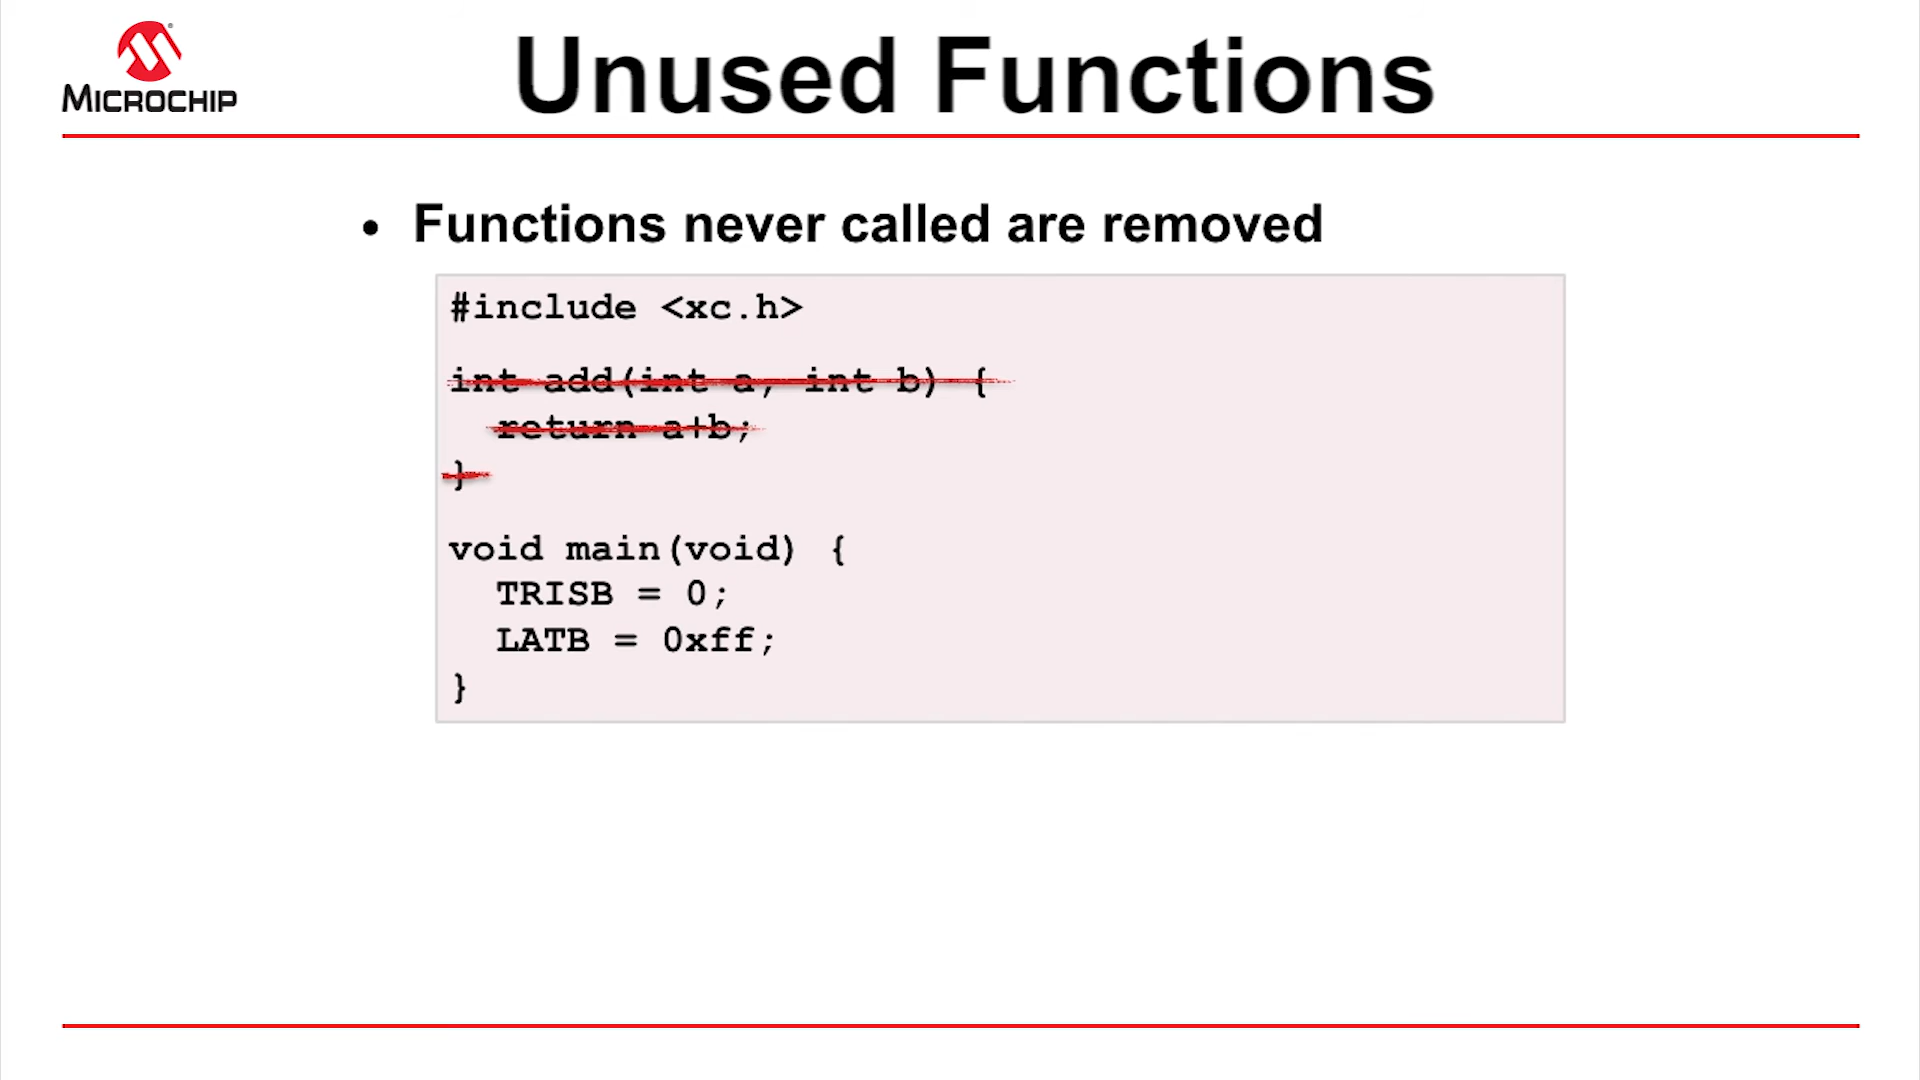 MICROCHIP
Unused Functions
• Functions never called are removed
#include <xc.h>
int add(int a, int b) {
  return a+b;
}
void main(void) {
  TRISB = 0;
  LATB = 0xff;
}